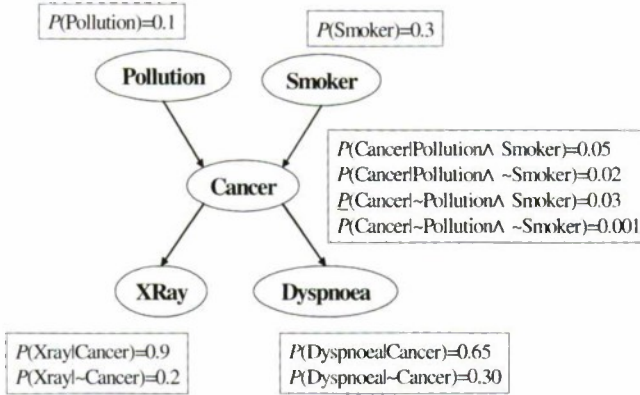 P(Pollution)=0.1
P(Smoker)=0.3
Pollution
Smoker
P(Cancer|Pollution∧ Smoker)=0.05
P(Cancer|Pollution∧ ~Smoker)=0.02
P(Cancer|~Pollution∧ Smoker)=0.03
P(Cancer|~Pollution∧ ~Smoker)=0.001
Cancer
XRay
Dyspnoea
P(Xray|Cancer)=0.9
P(Xray|~Cancer)=0.2
P(Dyspnoea|Cancer)=0.65
P(Dyspnoea|~Cancer)=0.30